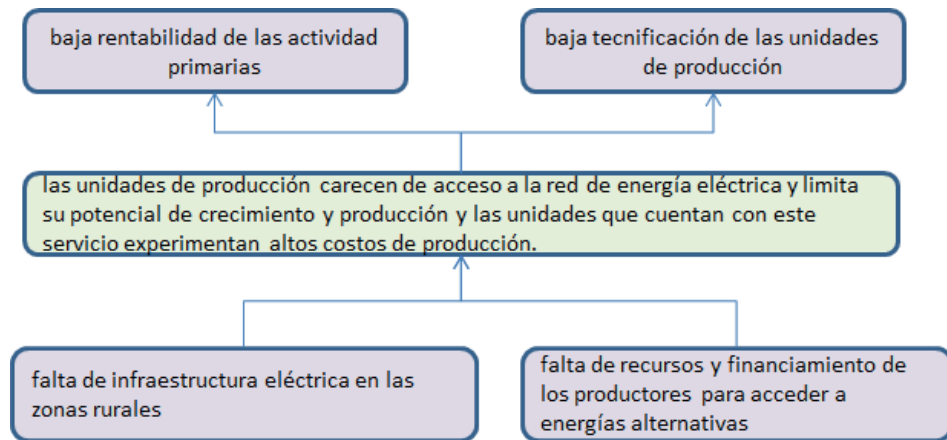 baja rentabilidad de las actividad
primarias
baja tecnificación de las unidades
de producción
las unidades de producción carecen de acceso a la red de energía eléctrica y limita
su potencial de crecimiento y producción y las unidades que cuentan con este
servicio experimentan altos costos de producción.
falta de infraestructura eléctrica en las
zonas rurales
falta de recursos y financiamiento de
los productores para acceder a
energías alternativas